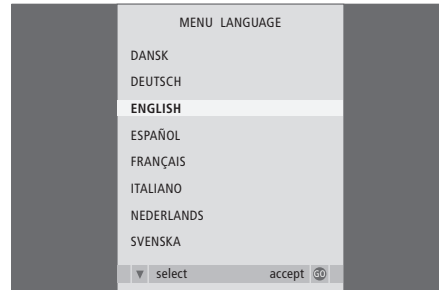 MENU LANGUAGE
DANSK
DEUTSCH
ENGLISH
ESPAÑOL
FRANÇAIS
ITALIANO
NEDERLANDS
SVENSKA
▼ select accept GO